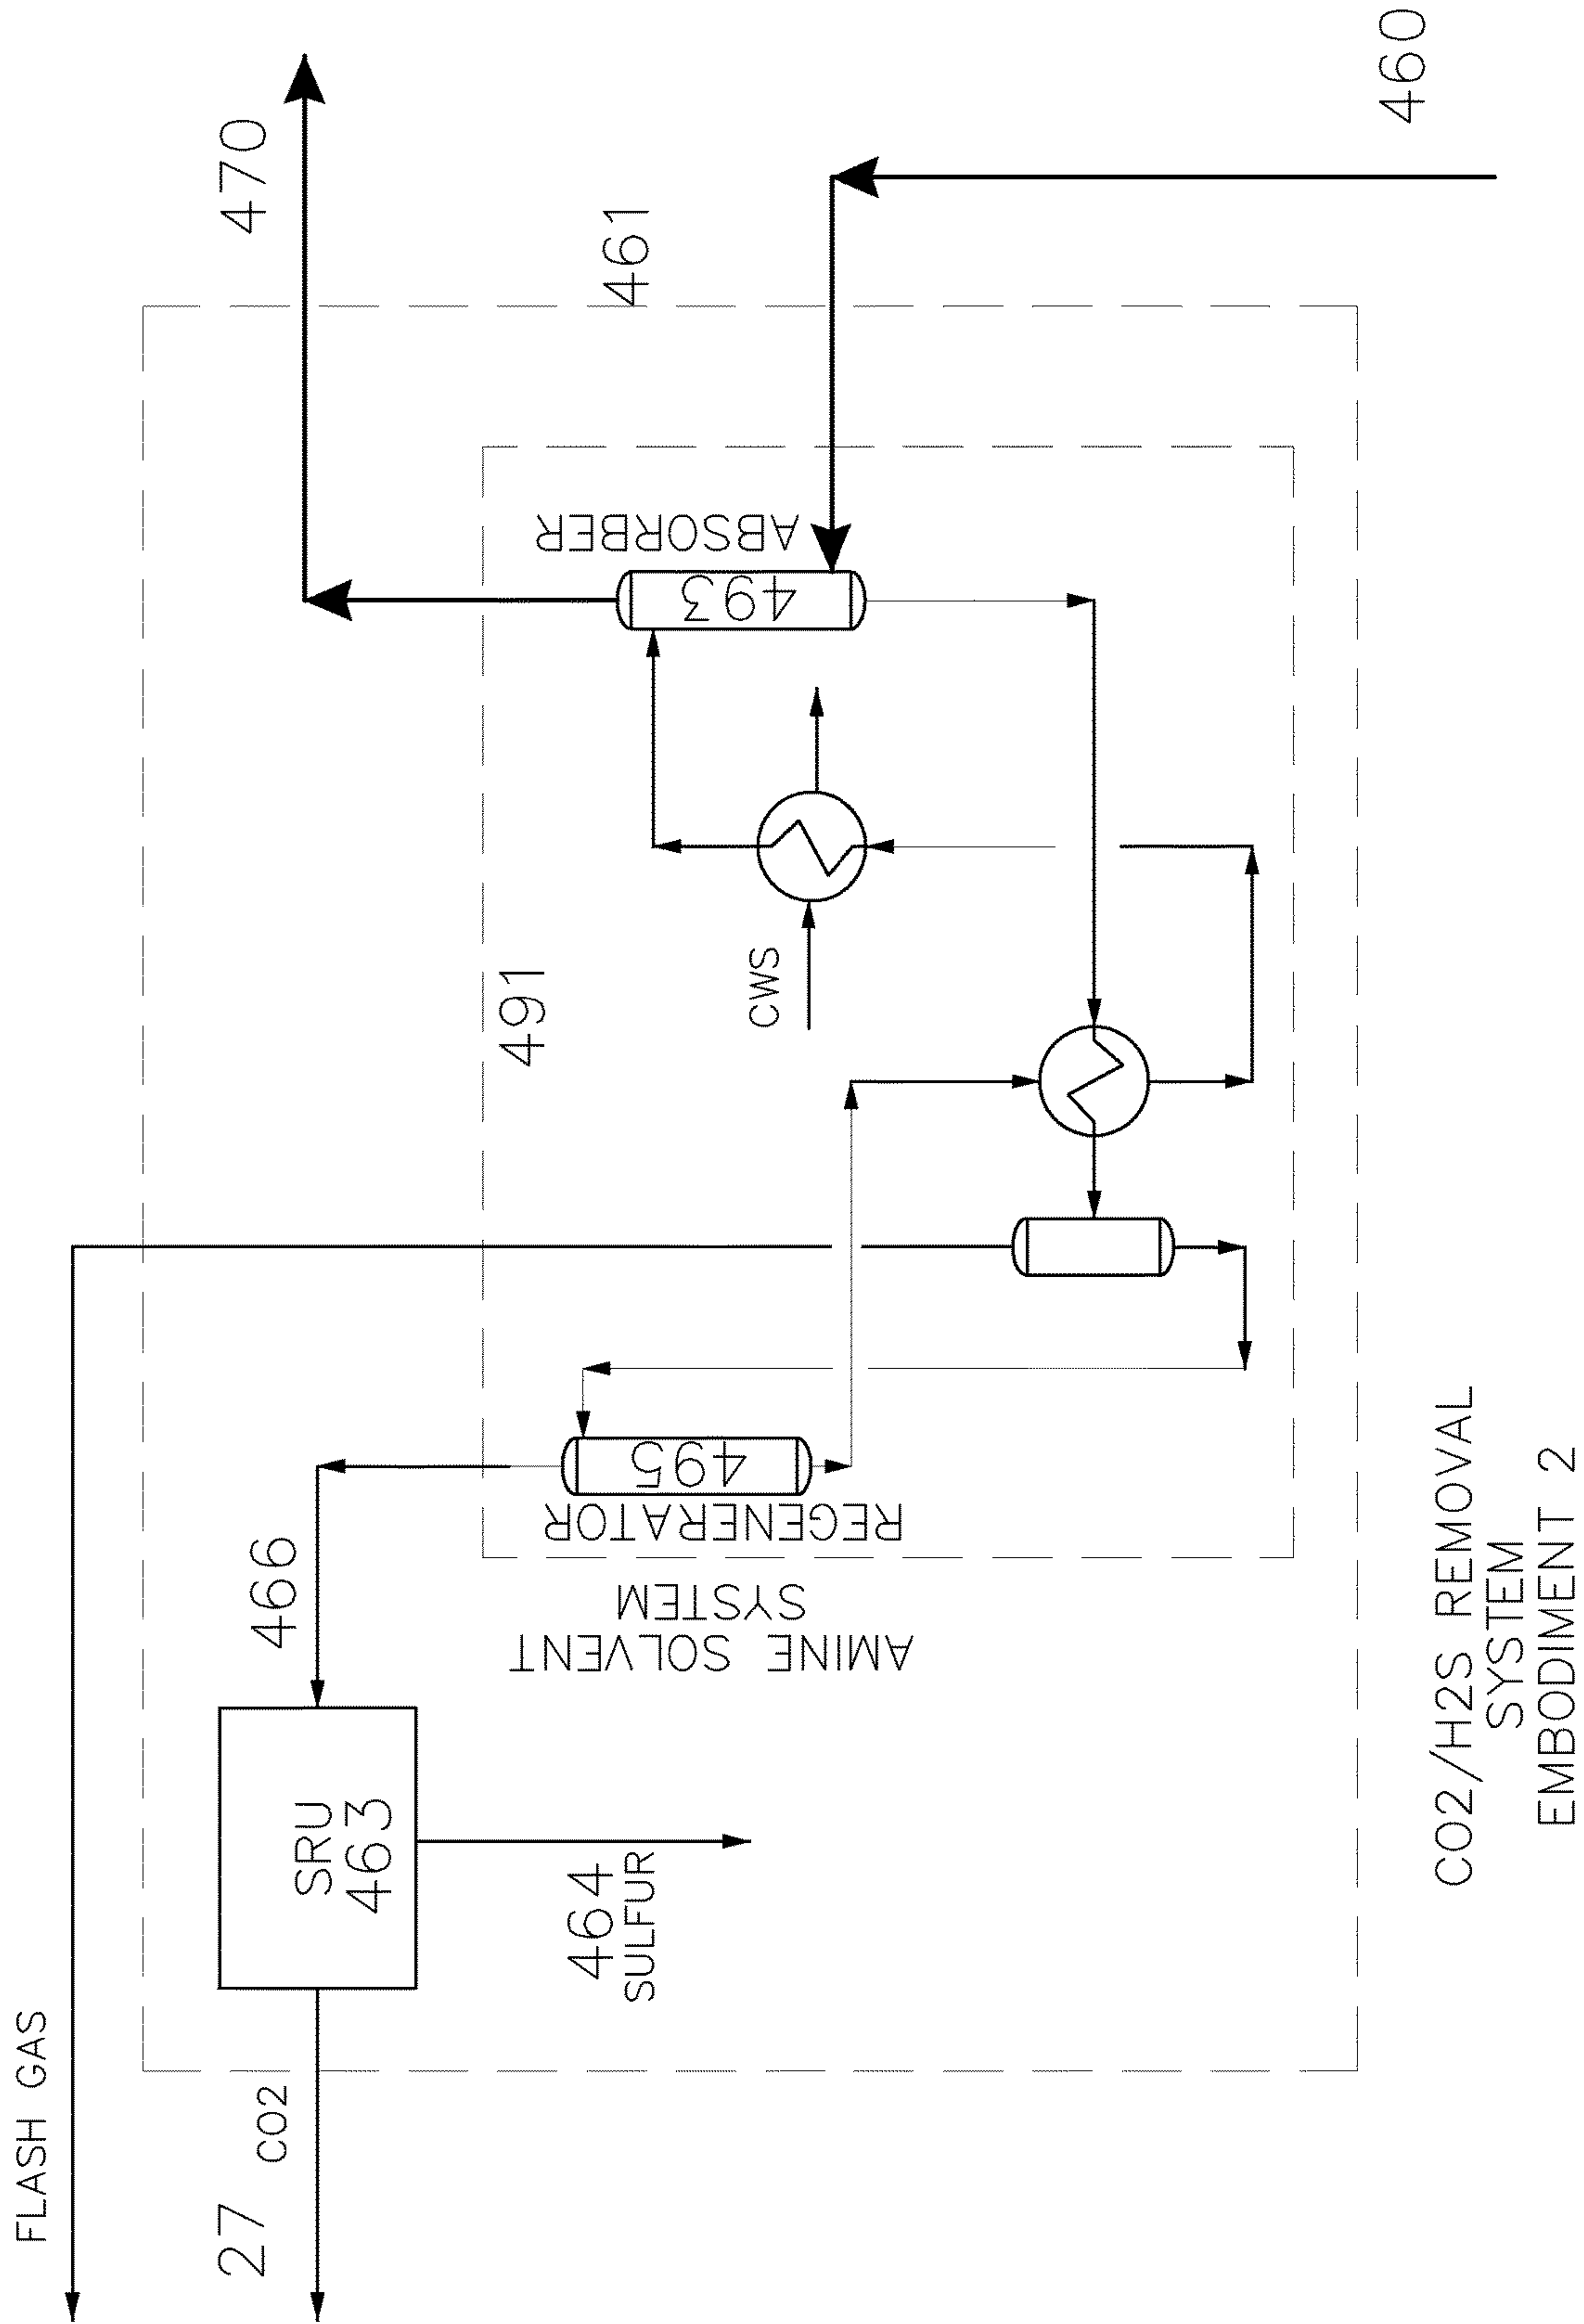 FLASH GAS
27
CO2
SRU
463
464
SULFUR
466
AMINE SOLVENT
SYSTEM
REGENERATOR
495
491
CWS
ABSORBER
493
461
470
460
CO2/H2S REMOVAL
SYSTEM
EMBODIMENT 2